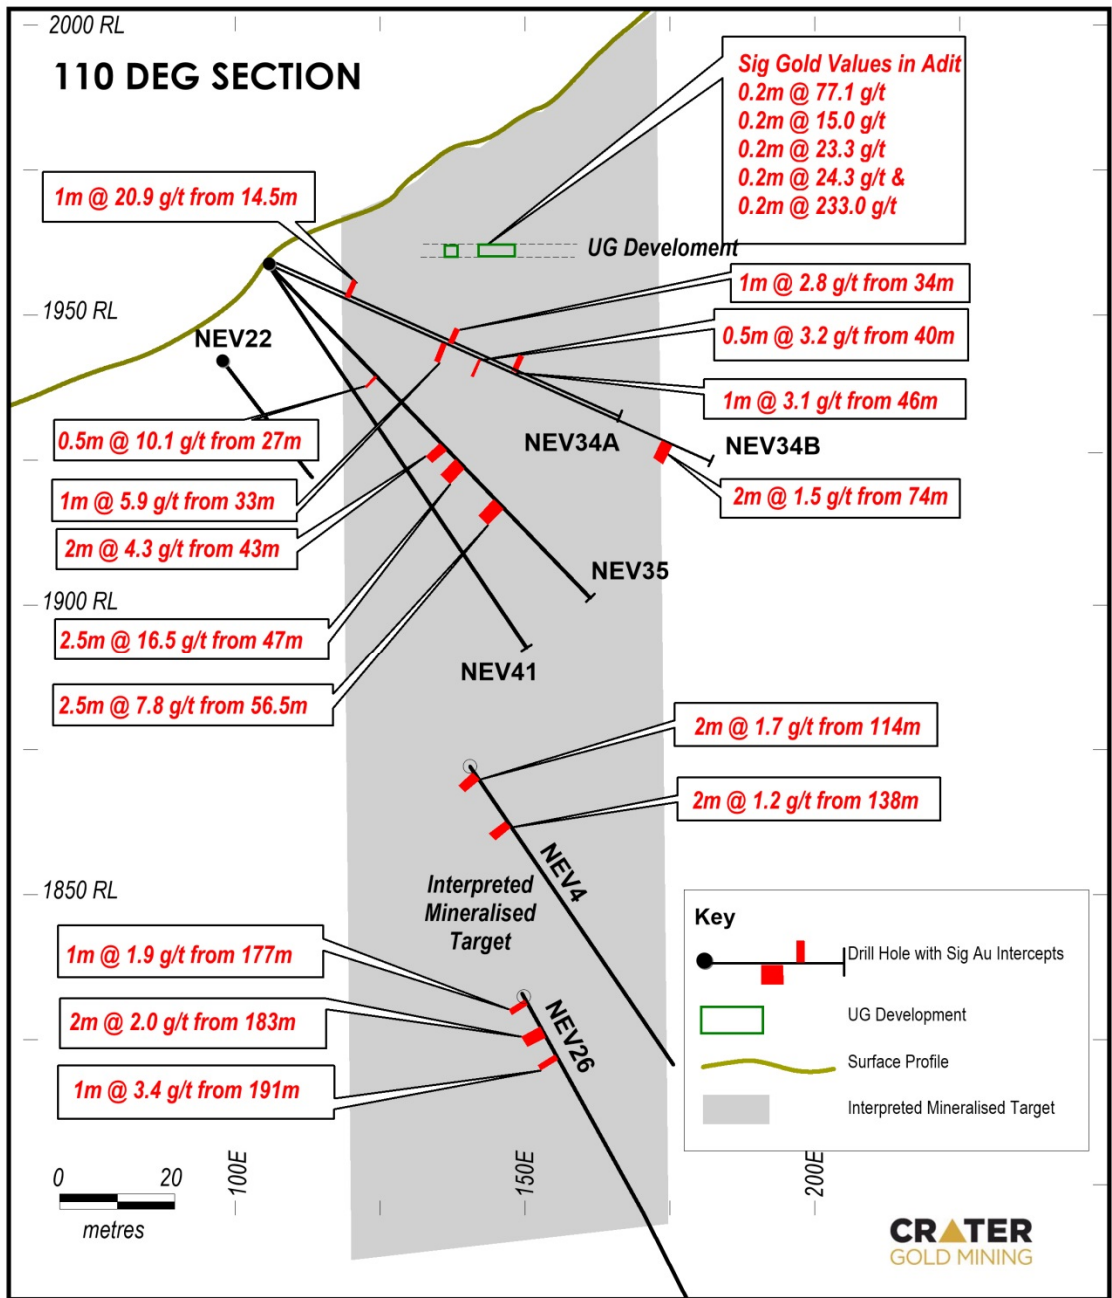 2000 RL
110 DEG SECTION
Sig Gold Values in Adit
0.2m @ 77.1 g/t
0.2m @ 15.0 g/t
0.2m @ 23.3 g/t
0.2m @ 24.3 g/t &
0.2m @ 233.0 g/t
1m @ 20.9 g/t from 14.5m
UG Develoment
1m @ 2.8 g/t from 34m
1950 RL
0.5m @ 3.2 g/t from 40m
NEV22
1m @ 3.1 g/t from 46m
0.5m @ 10.1 g/t from 27m
NEV34A
NEV34B
1m @ 5.9 g/t from 33m
2m @ 1.5 g/t from 74m
2m @ 4.3 g/t from 43m
NEV35
1900 RL
2.5m @ 16.5 g/t from 47m
NEV41
2.5m @ 7.8 g/t from 56.5m
2m @ 1.7 g/t from 114m
2m @ 1.2 g/t from 138m
NEV4
1850 RL
Interpreted
Mineralised
Target
1m @ 1.9 g/t from 177m
2m @ 2.0 g/t from 183m
NEV26
1m @ 3.4 g/t from 191m
Key
Drill Hole with Sig Au Intercepts
UG Development
Surface Profile
Interpreted Mineralised Target
0 20
metres
100E
150E
200E
CRATER
GOLD MINING